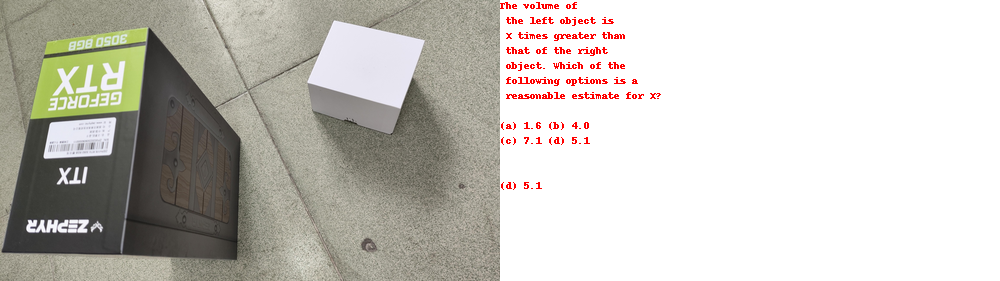 3050 8GB
GEFORCE
RTX
ITX
ZEPHYR
The volume of
the left object is
X times greater than
that of the right
object. Which of the
following options is a
reasonable estimate for X?
(a) 1.6 (b) 4.0
(c) 7.1 (d) 5.1
(d) 5.1